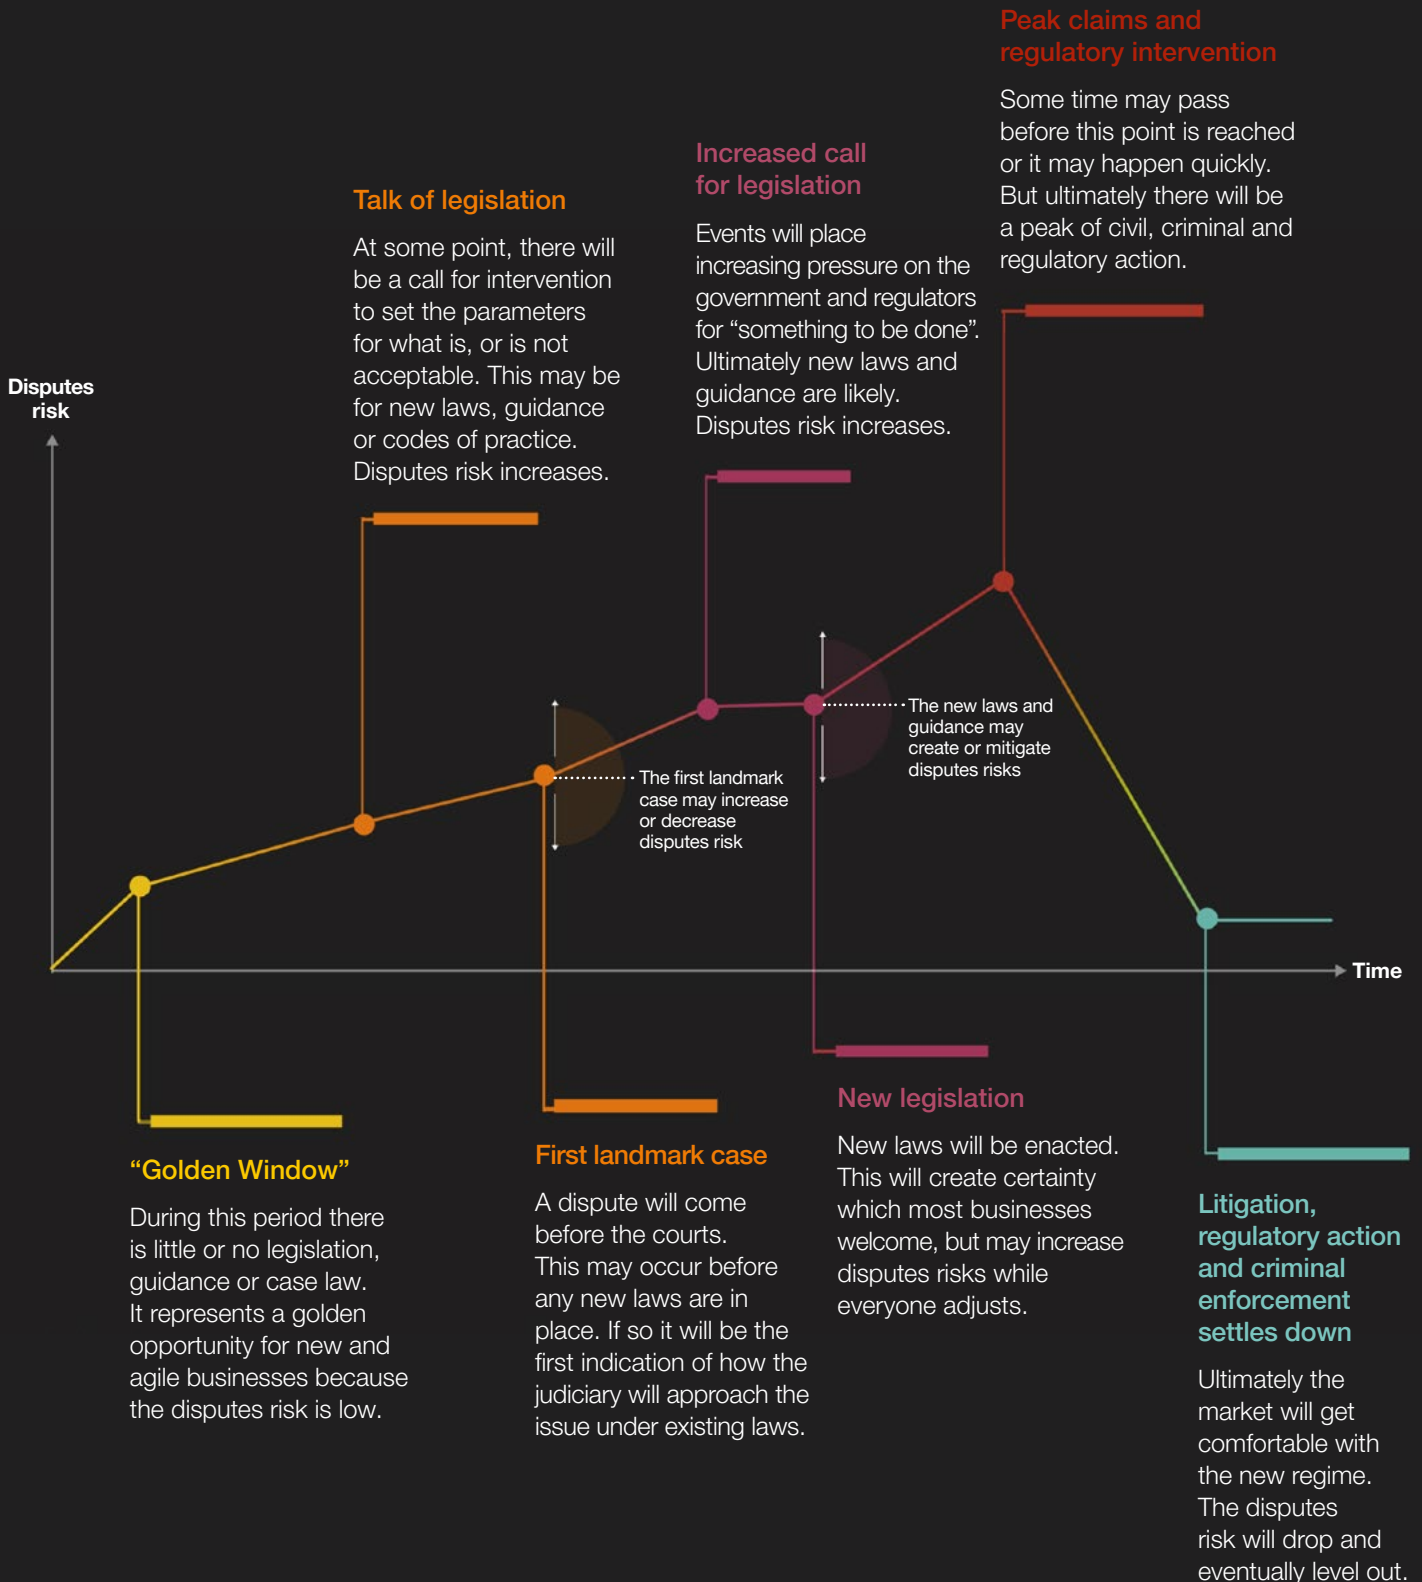 Peak claims and
regulatory intervention
Some time may pass
before this point is reached
or it may happen quickly.
But ultimately there will be
a peak of civil, criminal and
regulatory action.
Increased call
for legislation
Events will place
increasing pressure on the
government and regulators
for “something to be done”.
Ultimately new laws and
guidance are likely.
Disputes risk increases.
Talk of legislation
At some point, there will
be a call for intervention
to set the parameters
for what is, or is not
acceptable. This may be
for new laws, guidance
or codes of practice.
Disputes risk increases.
Disputes
risk
The new laws and
guidance may
create or mitigate
disputes risks
The first landmark
case may increase
or decrease
disputes risk
Time
“Golden Window”
During this period there
is little or no legislation,
guidance or case law.
It represents a golden
opportunity for new and
agile businesses because
the disputes risk is low.
First landmark case
A dispute will come
before the courts.
This may occur before
any new laws are in
place. If so it will be the
first indication of how the
judiciary will approach the
issue under existing laws.
New legislation
New laws will be enacted.
This will create certainty
which most businesses
welcome, but may increase
disputes risks while
everyone adjusts.
Litigation,
regulatory action
and criminal
enforcement
settles down
Ultimately the
market will get
comfortable with
the new regime.
The disputes
risk will drop and
eventually level out.